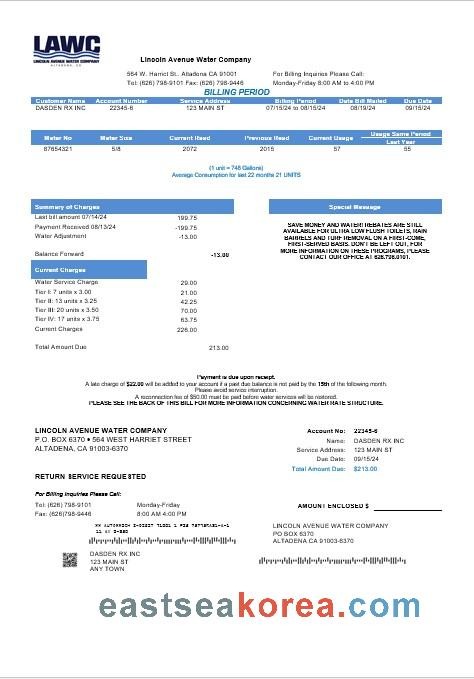 LAWC
LINCOLN AVENUE WATER COMPANY
ALTADENA, CA
Lincoln Avenue Water Company
564 W. Harriet St., Altadena CA 91001
Tel: (626) 798-9101 Fax: (626) 798-9446
For Billing Inquiries Please Call:
Monday-Friday 8:00 AM to 4:00 PM
BILLING PERIOD
Customer Name Account Number Service Address Billing Period Date Bill Mailed Due Date
DASDEN RX INC 22345-6 123 MAIN ST 07/15/24 to 08/15/24 08/19/24 09/15/24
Meter No Meter Size Current Read Previous Read Current Usage Usage Same Period
Last Year
87654321 5/8 2072 2015 57 55
(1 unit = 748 Gallons)
Average Consumption for last 22 months 21 UNITS
Summary of Charges
Last bill amount 07/14/24 199.75
Payment Received 08/13/24 -199.75
Water Adjustment -13.00
Balance Forward -13.00
Current Charges
Water Service Charge 29.00
Tier I: 7 units x 3.00 21.00
Tier II: 13 units x 3.25 42.25
Tier III: 20 units x 3.50 70.00
Tier IV: 17 units x 3.75 63.75
Current Charges 226.00
Total Amount Due 213.00
Special Message
SAVE MONEY AND WATER! REBATES ARE STILL
AVAILABLE FOR ULTRA LOW FLUSH TOILETS, RAIN
BARRELS AND TURF REMOVAL ON A FIRST-COME,
FIRST-SERVED BASIS. DON'T BE LEFT OUT, FOR
MORE INFORMATION ON THESE PROGRAMS, PLEASE
CONTACT OUR OFFICE AT 626.798.9101.
Payment is due upon receipt.
A late charge of $22.00 will be added to your account if a past due balance is not paid by the 15th of the following month.
Please avoid service interruption.
A reconnection fee of $50.00 must be paid before water services will be restored.
PLEASE SEE THE BACK OF THIS BILL FOR MORE INFORMATION CONCERNING WATER RATE STRUCTURE.
LINCOLN AVENUE WATER COMPANY
P.O. BOX 6370 • 564 WEST HARRIET STREET
ALTADENA, CA 91003-6370
Account No: 22345-6
Name: DASDEN RX INC
Service Address: 123 MAIN ST
Due Date: 09/15/24
Total Amount Due: $213.00
RETURN SERVICE REQUESTED
For Billing Inquiries Please Call:
Tel: (626) 798-9101 Monday-Friday
Fax: (626)798-9446 8:00 AM 4:00 PM
AMOUNT ENCLOSED $
DASDEN RX INC
123 MAIN ST
ANY TOWN
LINCOLN AVENUE WATER COMPANY
PO BOX 6370
ALTADENA CA 91003-6370
eastseakorea.com